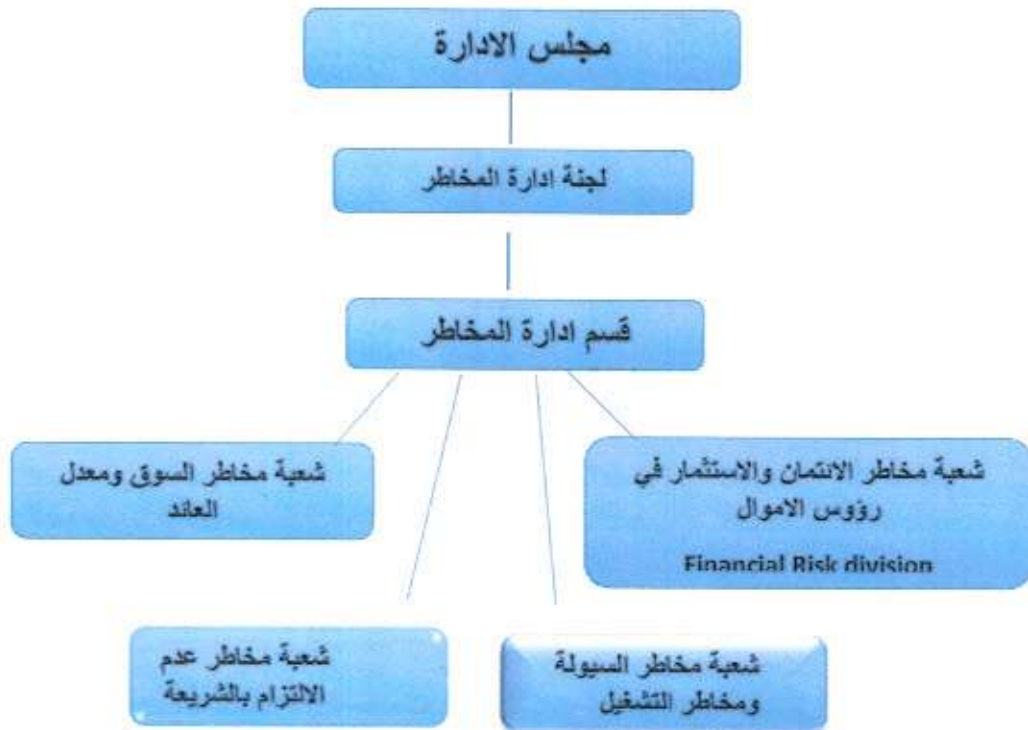 مجلس الادارة
لجنة ادارة المخاطر
قسم ادارة المخاطر
شعبة مخاطر الائتمان والاستثمار في
رؤوس الاموال
Financial Risk division
شعبة مخاطر السوق ومعدل
العائد
شعبة مخاطر السيولة
ومخاطر التشغيل
شعبة مخاطر عدم
الالتزام بالشريعة